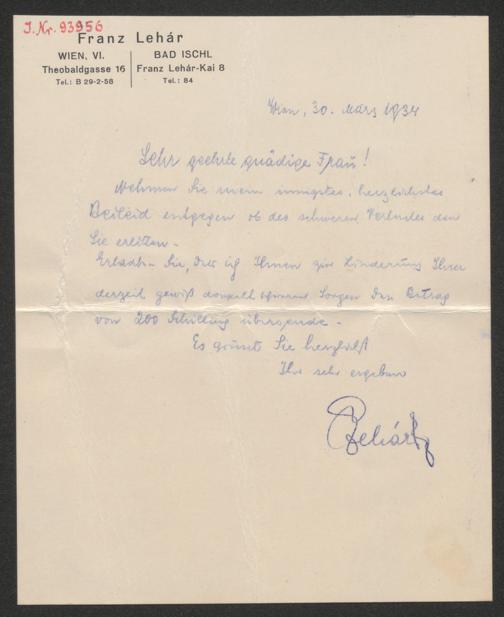 I. Nr. 93956
Franz Lehár
WIEN, VI.
Theobaldgasse 16
Tel.: B 29-2-58
BAD ISCHL
Franz Lehár-Kai 8
Tel.: 84
Wien, 30. März 1934
Sehr geehrte gnädige Frau!
Nehmen Sie mein innigstes, herzlichstes
Beileid entgegen ob des schweren Verlustes den
Sie erlitten.
Erlauben Sie, daß ich Ihnen zur Linderung Ihrer
derzeit gewiß doppelt schweren Sorgen den Betrag
von 200 Schilling übersende.
Es grüsst Sie herzlichst
Ihr sehr ergebener
Lehár